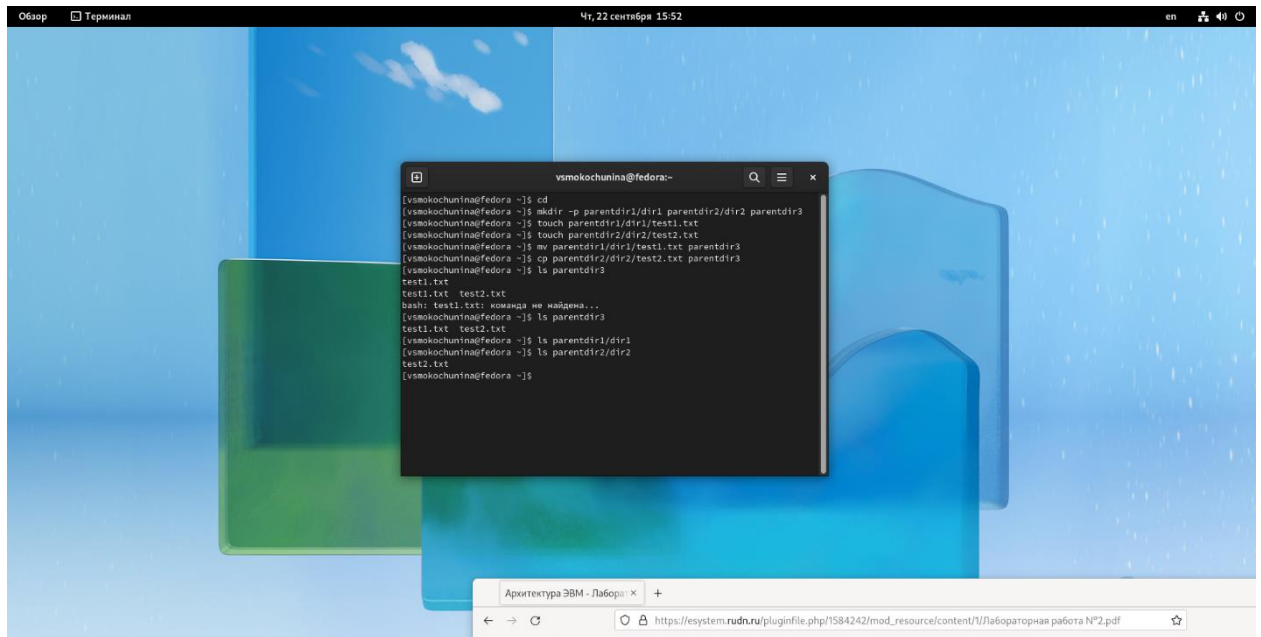 Обзор Терминал Чт, 22 сентября 15:52 en
vsmokochunina@fedora:~
[vsmokochunina@fedora ~]$ cd
[vsmokochunina@fedora ~]$ mkdir -p parentdir1/dir1 parentdir2/dir2 parentdir3
[vsmokochunina@fedora ~]$ touch parentdir1/dir1/test1.txt
[vsmokochunina@fedora ~]$ touch parentdir2/dir2/test2.txt
[vsmokochunina@fedora ~]$ mv parentdir1/dir1/test1.txt parentdir3
[vsmokochunina@fedora ~]$ cp parentdir2/dir2/test2.txt parentdir3
[vsmokochunina@fedora ~]$ ls parentdir3
test1.txt
test1.txt  test2.txt
bash: test1.txt: команда не найдена...
[vsmokochunina@fedora ~]$ ls parentdir3
test1.txt  test2.txt
[vsmokochunina@fedora ~]$ ls parentdir1/dir1
[vsmokochunina@fedora ~]$ ls parentdir2/dir2
test2.txt
[vsmokochunina@fedora ~]$
Архитектура ЭВМ - Лаборат
https://esystem.rudn.ru/pluginfile.php/1584242/mod_resource/content/1/Лабораторная работа №2.pdf